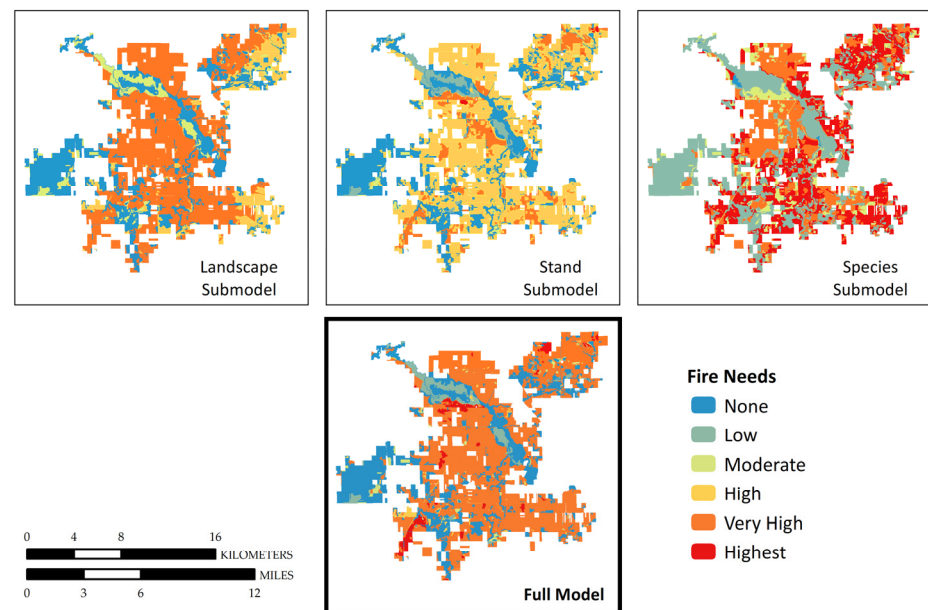 Landscape
Submodel
Stand
Submodel
Species
Submodel
Fire Needs
None
Low
Moderate
High
Very High
Highest
0 4 8 16
KILOMETERS
MILES
0 3 6 12
Full Model